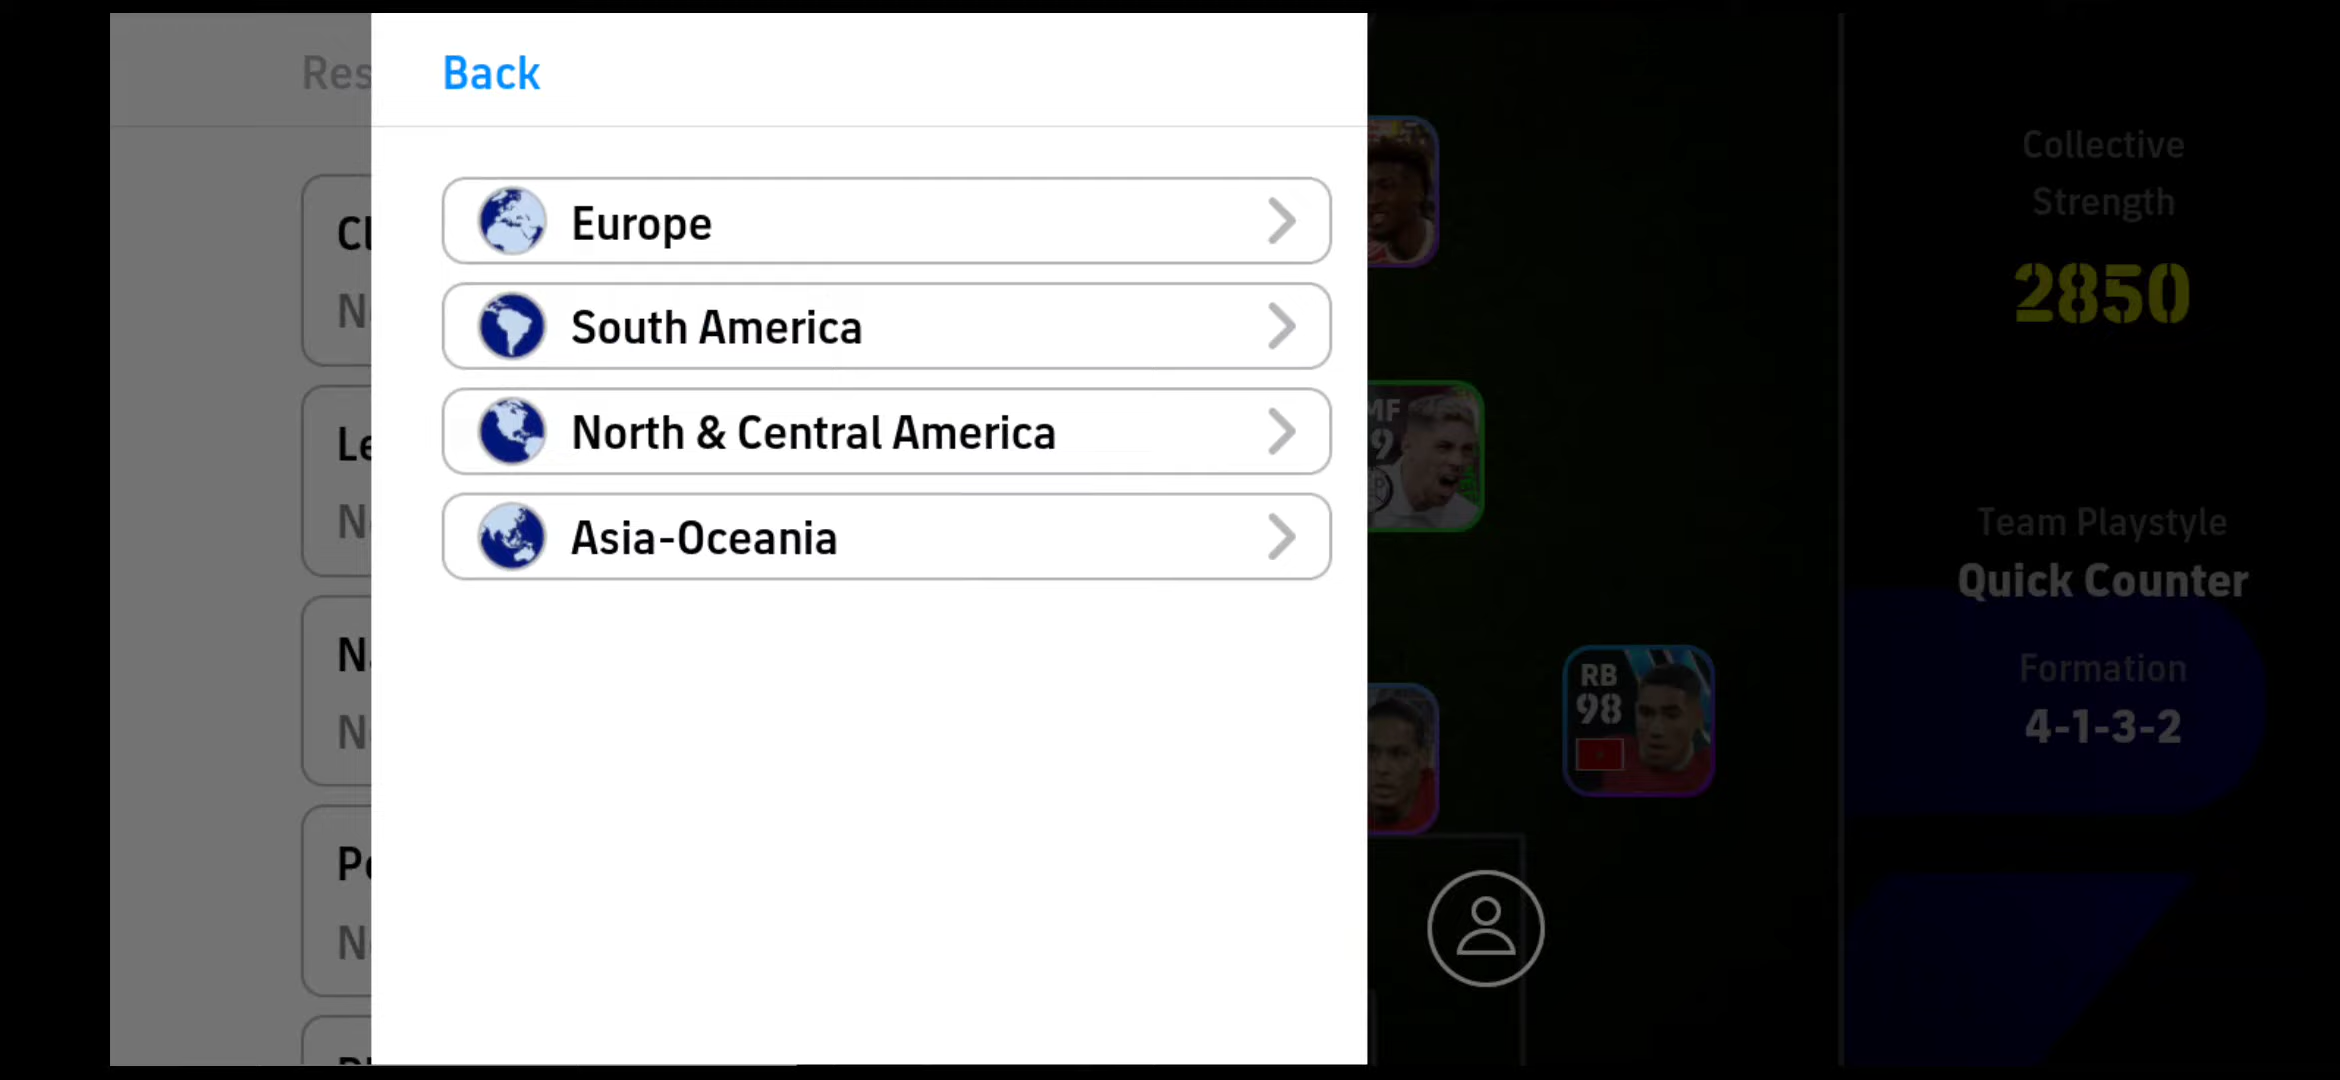 Back
Europe
South America
North & Central America
Asia-Oceania
Collective
Strength
2850
Team Playstyle
Quick Counter
Formation
4-1-3-2
RB
98